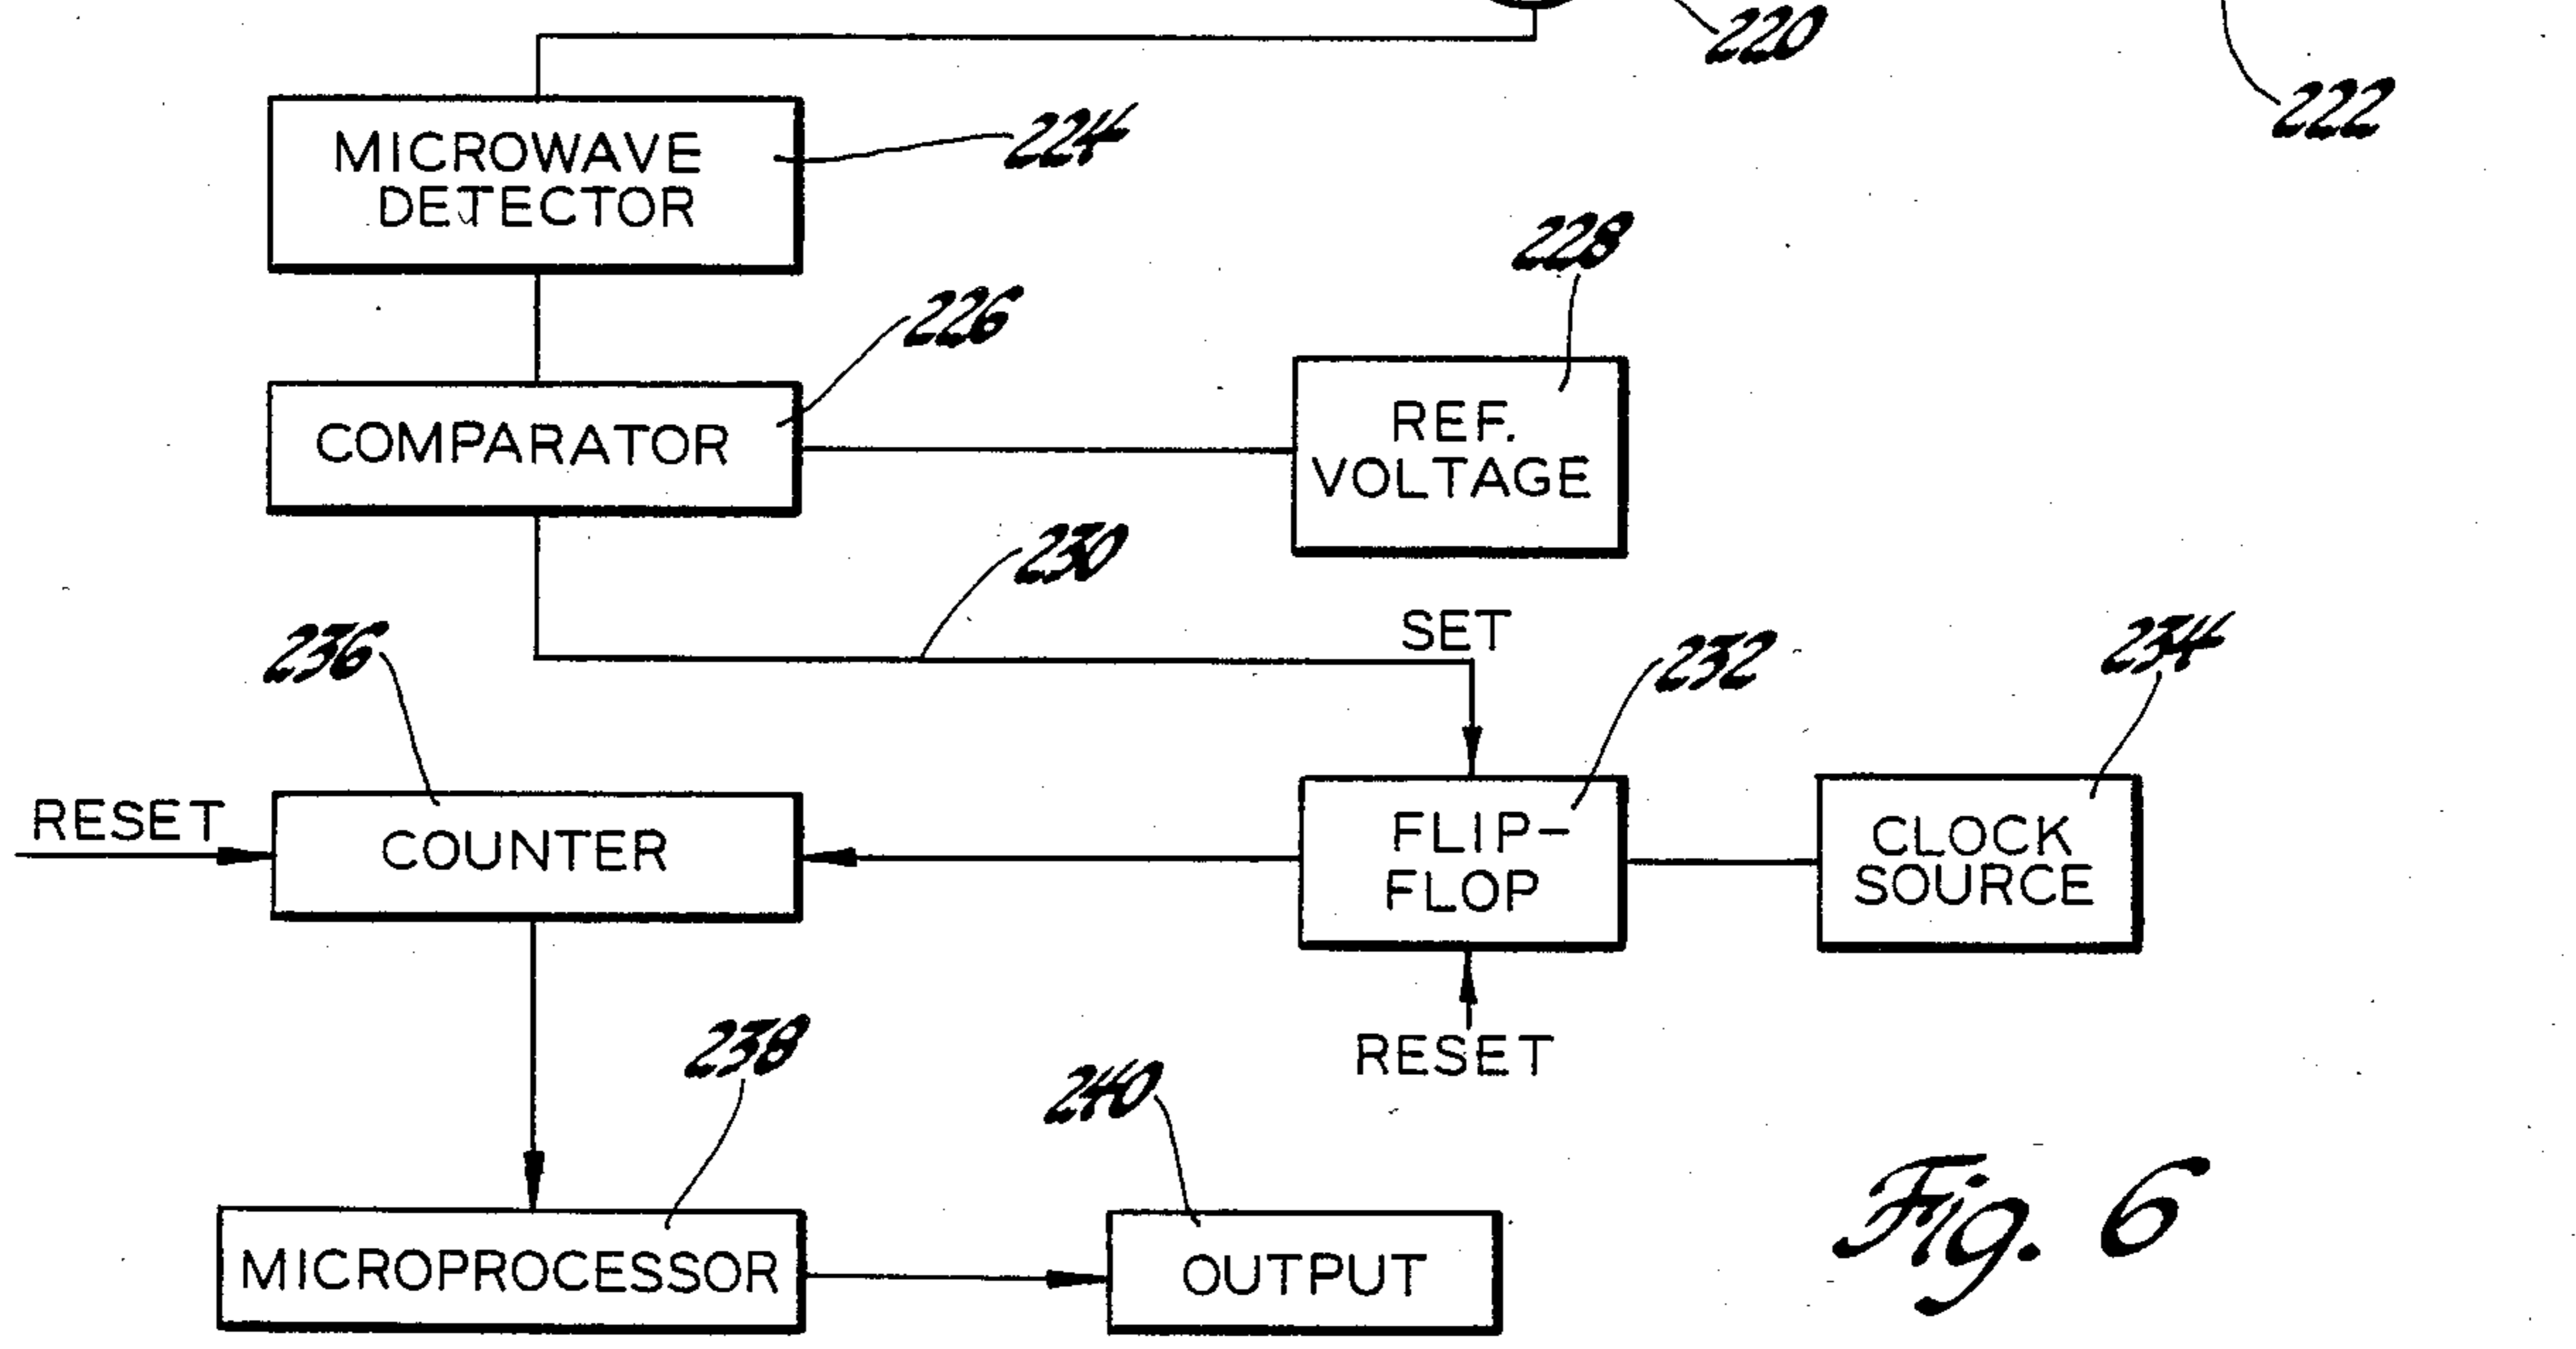 220
222
MICROWAVE
DETECTOR
224
228
226
REF.
VOLTAGE
COMPARATOR
230
SET
236
232
234
RESET
COUNTER
FLIP-
FLOP
CLOCK
SOURCE
RESET
238
240
MICROPROCESSOR
OUTPUT
Fig. 6